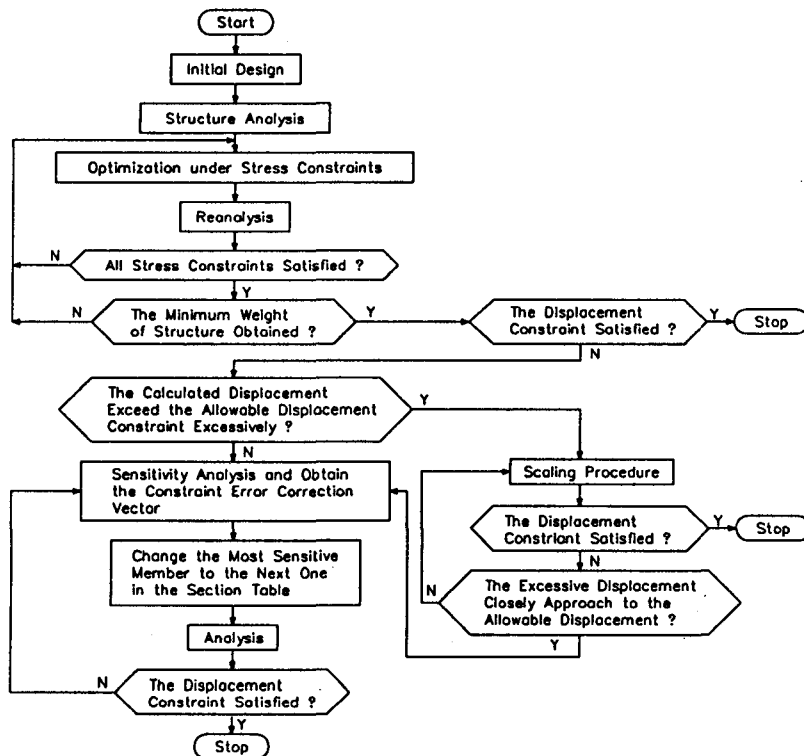 Start
Initial Design
Structure Analysis
Optimization under Stress Constraints
Reanalysis
N
All Stress Constraints Satisfied ?
Y
N
The Minimum Weight
of Structure Obtained ?
Y
The Displacement
Constraint Satisfied ?
Y
Stop
N
The Calculated Displacement
Exceed the Allowable Displacement
Constraint Excessively ?
Y
N
Sensitivity Analysis and Obtain
the Constraint Error Correction
Vector
Scaling Procedure
The Displacement
Constriant Satisfied ?
Y
Stop
N
Change the Most Sensitive
Member to the Next One
in the Section Table
N
The Excessive Displacement
Closely Approach to the
Allowable Displacement ?
Y
Analysis
N
The Displacement
Constraint Satisfied ?
Y
Stop